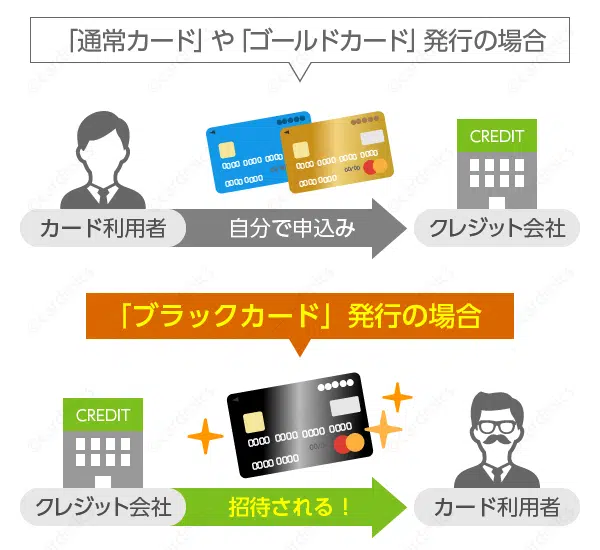 「通常カード」や「ゴールドカード」発行の場合
CREDIT
カード利用者
自分で申込み
クレジット会社
「ブラックカード」発行の場合
CREDIT
クレジット会社
招待される！
カード利用者